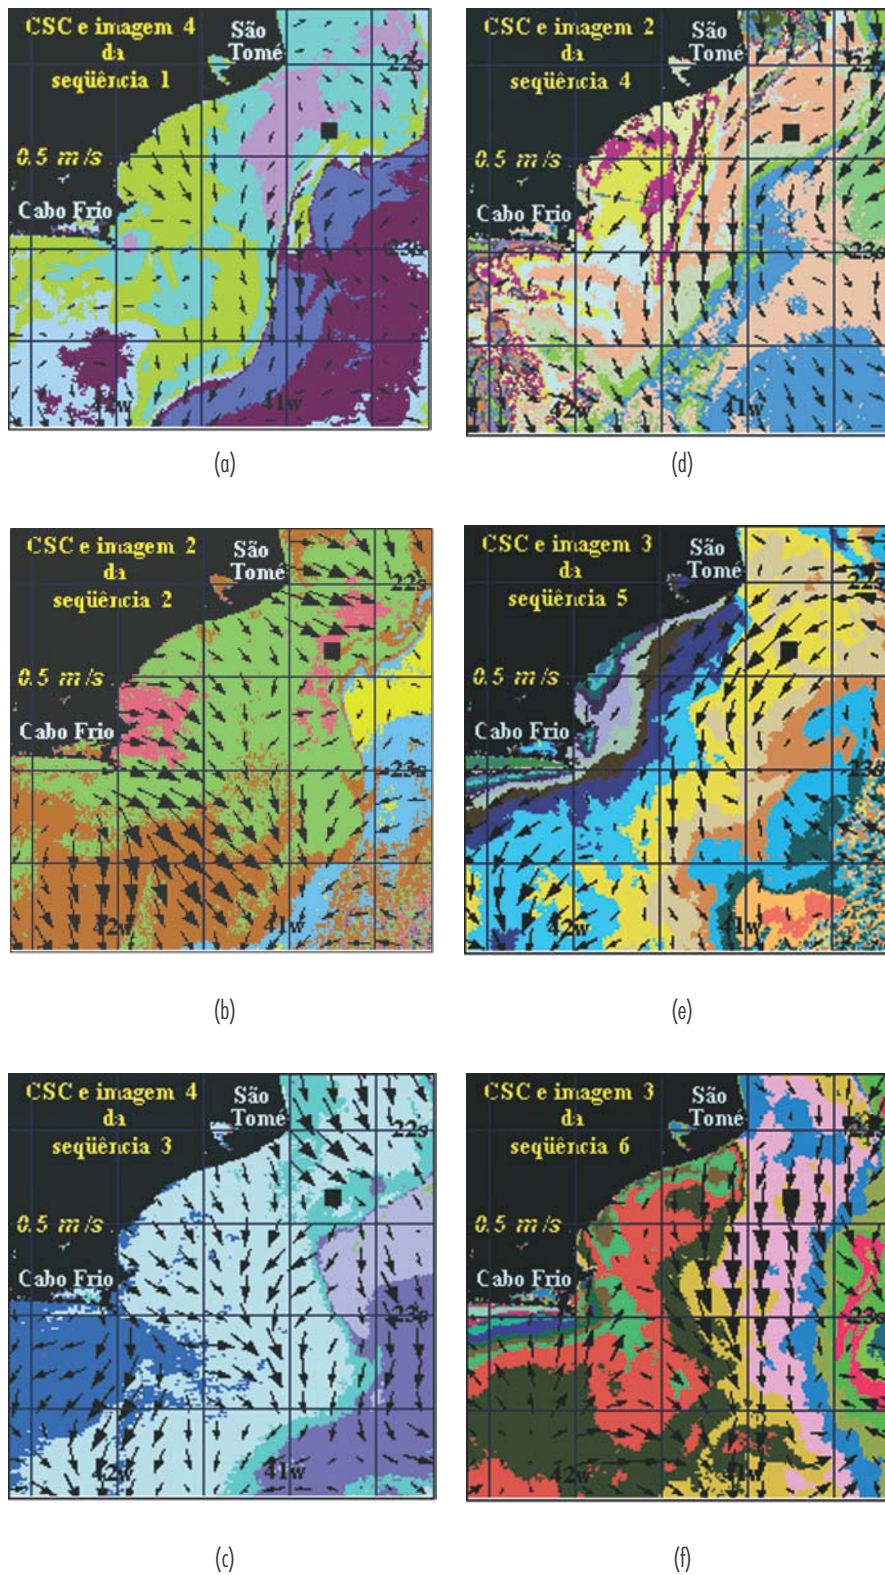 CSC e imagem 4
da
seqüência 1
São
Tomé
22s
0.5 m/s
Cabo Frio
23s
42w
41w
(a)
CSC e imagem 2
da
seqüência 4
São
Tomé
22s
0.5 m/s
Cabo Frio
23s
42w
41w
(d)
CSC e imagem 2
da
seqüência 2
São
Tomé
22s
0.5 m/s
Cabo Frio
23s
42w
41w
(b)
CSC e imagem 3
da
seqüência 5
São
Tomé
22s
0.5 m/s
Cabo Frio
23s
42w
41w
(e)
CSC e imagem 4
da
seqüência 3
São
Tomé
22s
0.5 m/s
Cabo Frio
23s
42w
41w
(c)
CSC e imagem 3
da
seqüência 6
São
Tomé
22s
0.5 m/s
Cabo Frio
23s
42w
41w
(f)